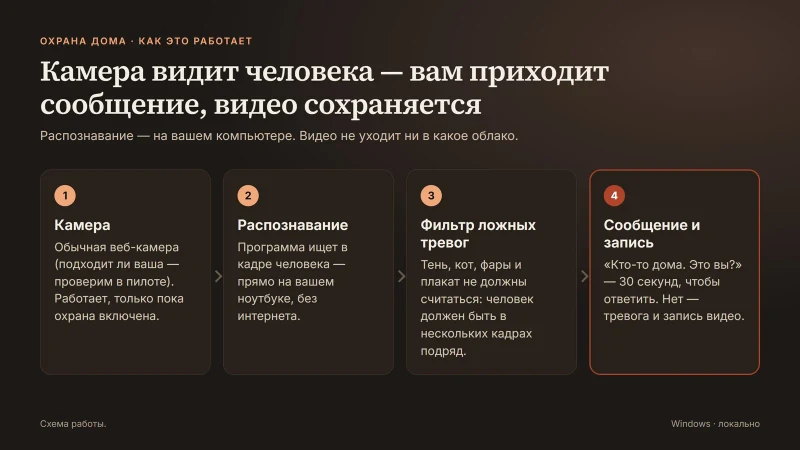 ОХРАНА ДОМА · КАК ЭТО РАБОТАЕТ
Камера видит человека — вам приходит
сообщение, видео сохраняется
Распознавание — на вашем компьютере. Видео не уходит ни в какое облако.
1
Камера
Обычная веб-камера
(подходит ли ваша —
проверим в пилоте).
Работает, только пока
охрана включена.
2
Распознавание
Программа ищет в
кадре человека —
прямо на вашем
ноутбуке, без
интернета.
3
Фильтр ложных
тревог
Тень, кот, фары и
плакат не должны
считаться: человек
должен быть в
нескольких кадрах
подряд.
4
Сообщение и
запись
«Кто-то дома. Это вы?»
— 30 секунд, чтобы
ответить. Нет —
тревога и запись видео.
Схема работы.
Windows · локально